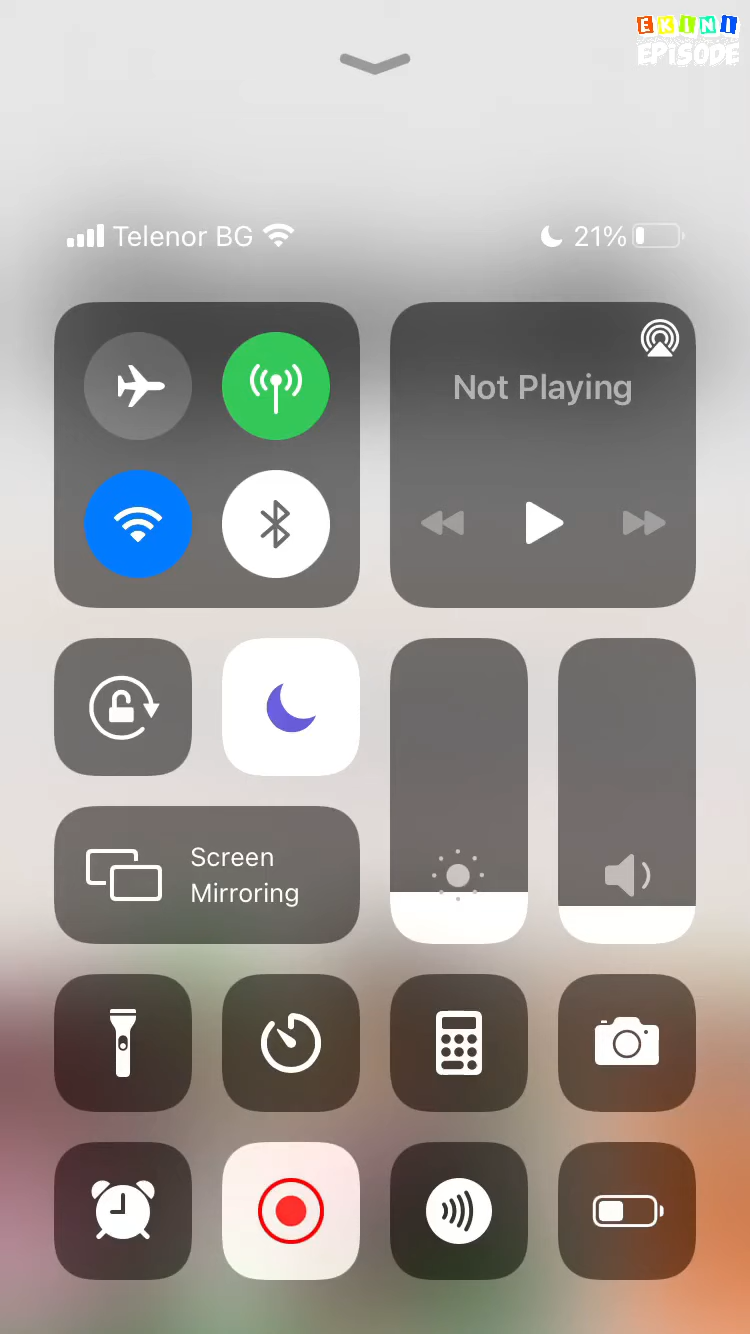 EKINI
EPiSODE
Telenor BG
21%
Not Playing
Screen
Mirroring